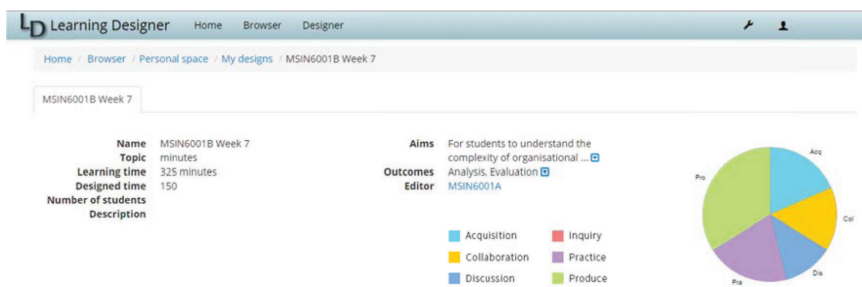 LD Learning Designer Home Browser Designer
Home / Browser / Personal space / My designs / MSIN6001B Week 7
MSIN6001B Week 7
Name MSIN6001B Week 7
Topic minutes
Learning time 325 minutes
Designed time 150
Number of students
Description
Aims For students to understand the
complexity of organisational ...
Outcomes Analysis, Evaluation
Editor MSIN6001A
Acquisition Inquiry
Collaboration Practice
Discussion Produce
Acq
Pro
Col
Dis
Pra